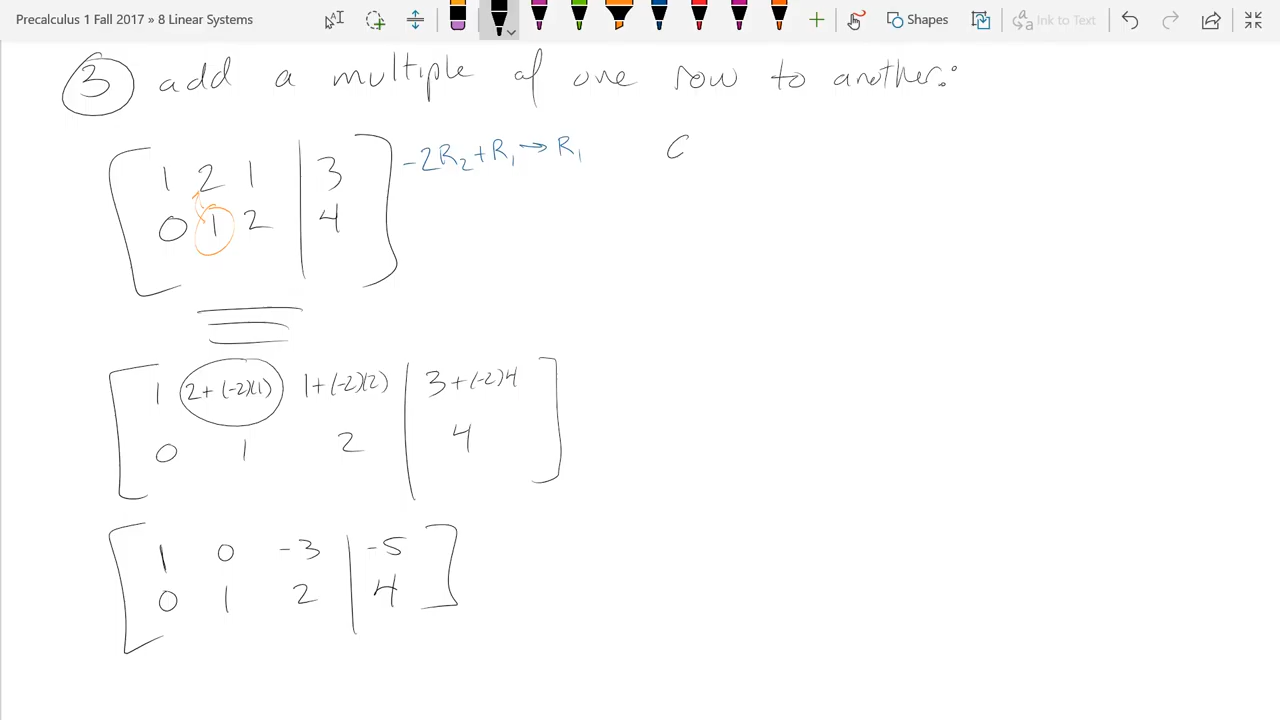 Precalculus 1 Fall 2017 » 8 Linear Systems
Shapes
Ink to Text
3 add a multiple of one row to another:
1 2 1 | 3 -2R₂+R₁→R₁ C
0 1 2 | 4
1 2+(-2)(1) 1+(-2)(2) | 3+(-2)4
0 1 2 | 4
1 0 -3 | -5
0 1 2 | 4